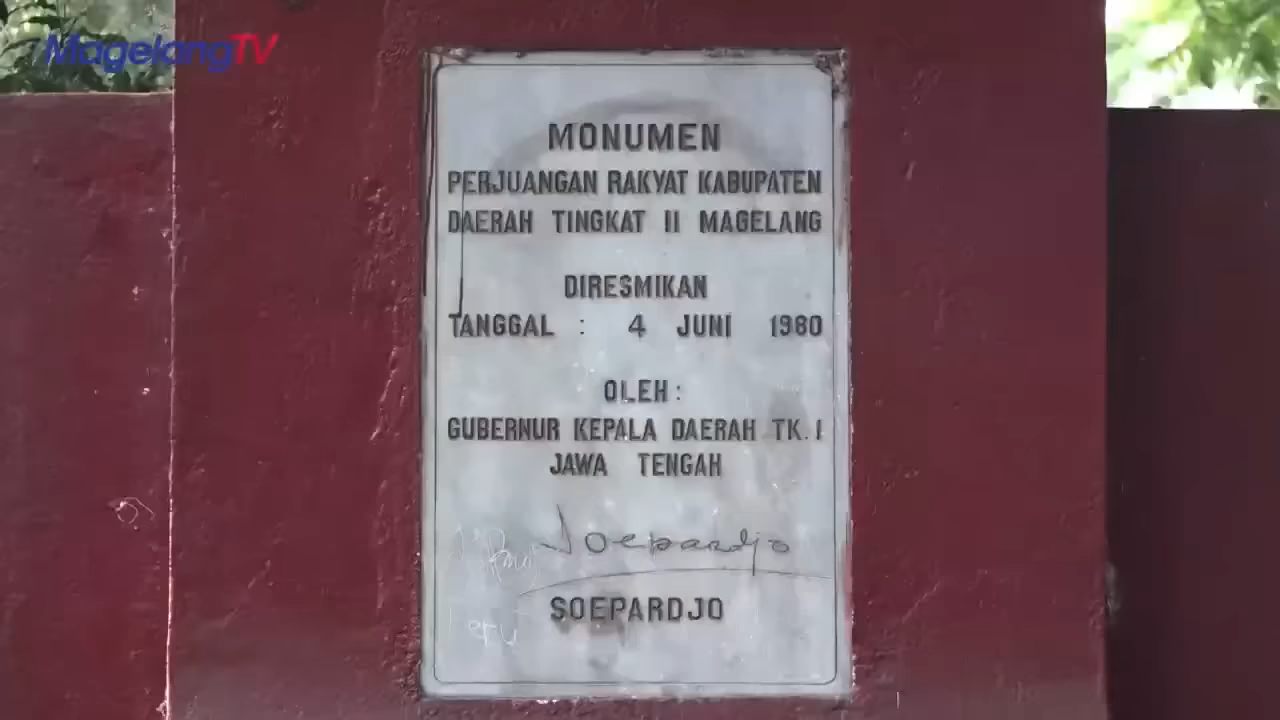 MagelangTV
MONUMEN
PERJUANGAN RAKYAT KABUPATEN
DAERAH TINGKAT II MAGELANG
DIRESMIKAN
TANGGAL : 4 JUNI 1980
OLEH :
GUBERNUR KEPALA DAERAH TK. I
JAWA TENGAH
Soepardjo
SOEPARDJO